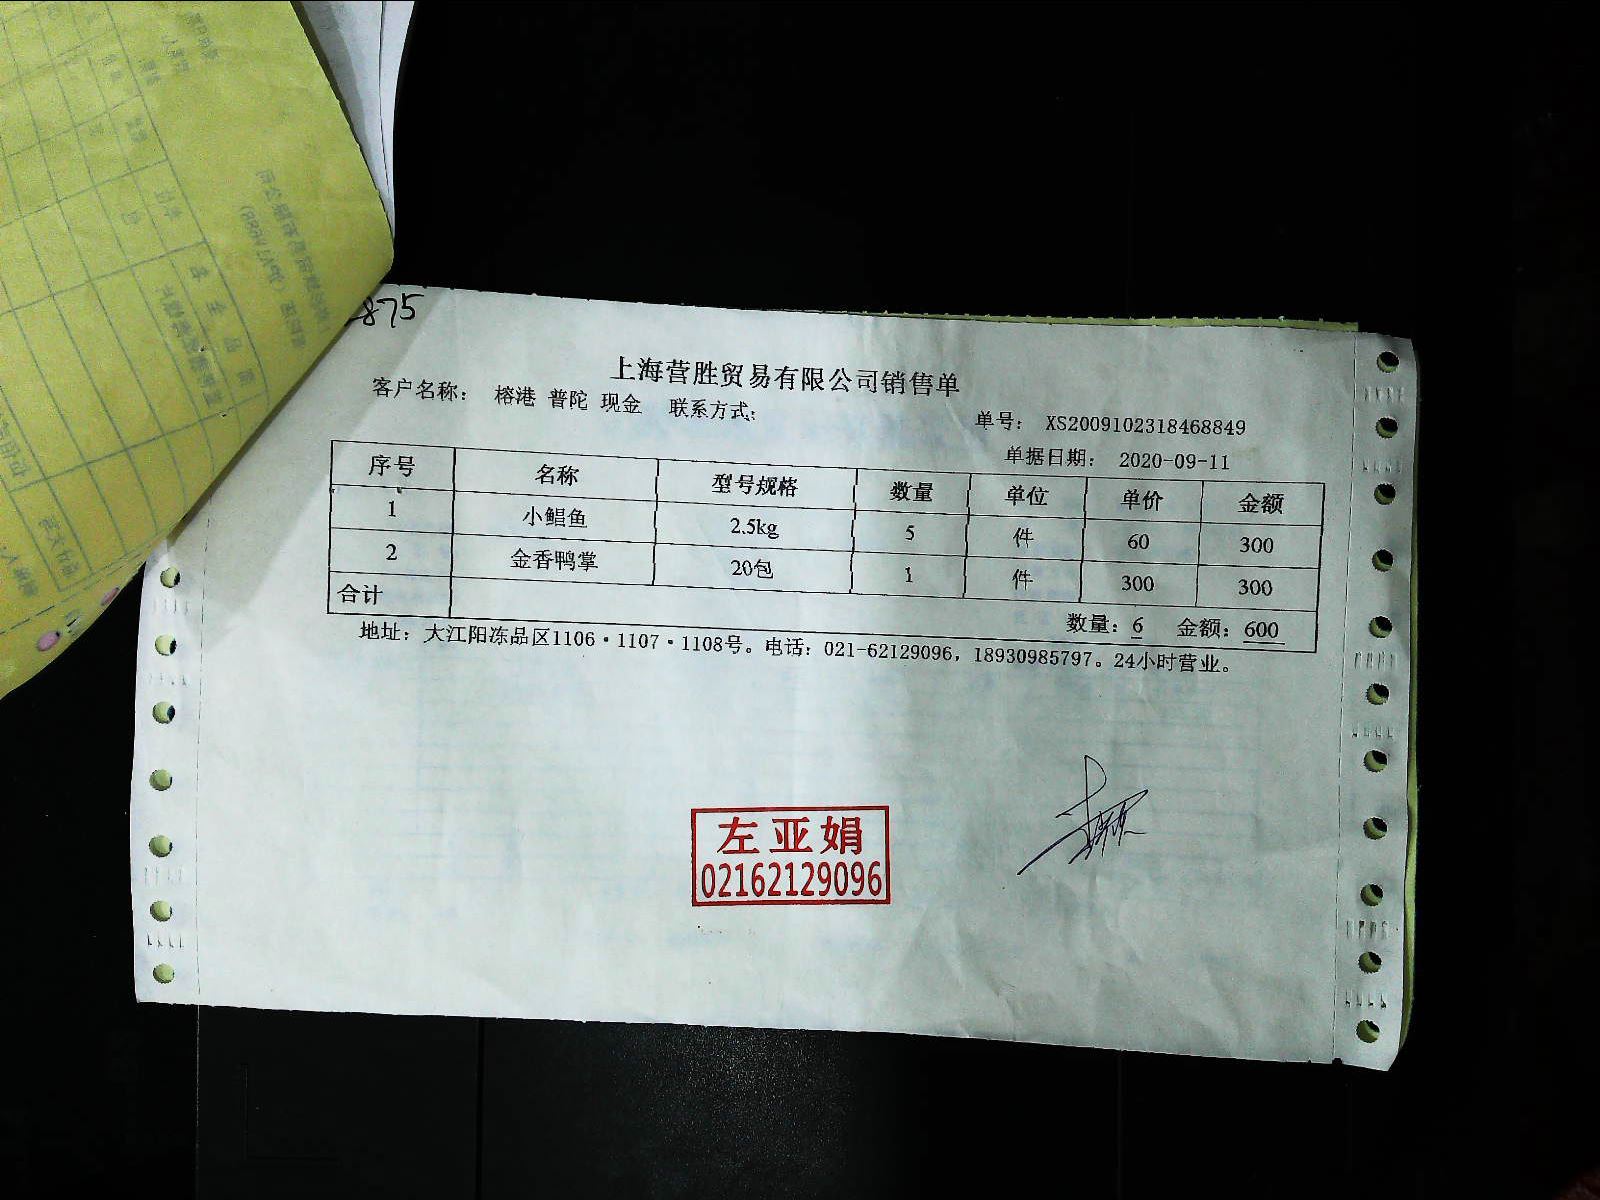 875
上海营胜贸易有限公司销售单
客户名称： 榕港 普陀 现金 联系方式：
单号： XS2009102318468849
单据日期： 2020-09-11
序号 名称 型号规格 数量 单位 单价 金额
1 小鲳鱼 2.5kg 5 件 60 300
2 金香鸭掌 20包 1 件 300 300
合计 数量：6 金额：600
地址：大江阳冻品区1106·1107·1108号。电话：021-62129096，18930985797。24小时营业。
左亚娟
02162129096